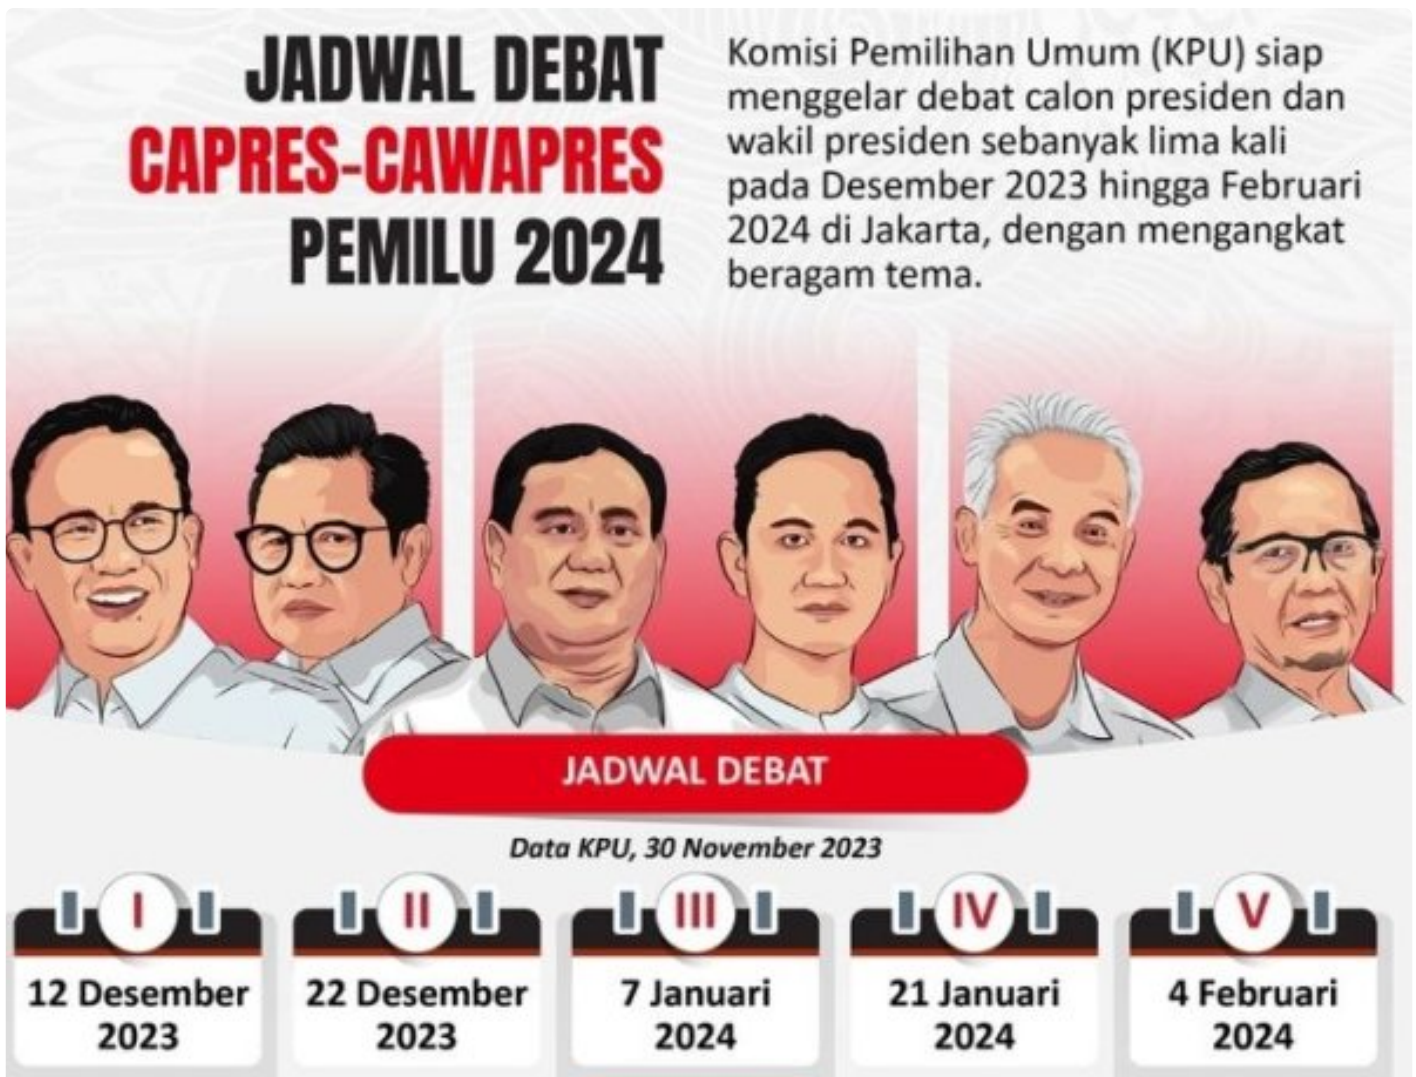 JADWAL DEBAT
CAPRES-CAWAPRES
PEMILU 2024
Komisi Pemilihan Umum (KPU) siap
menggelar debat calon presiden dan
wakil presiden sebanyak lima kali
pada Desember 2023 hingga Februari
2024 di Jakarta, dengan mengangkat
beragam tema.
JADWAL DEBAT
Data KPU, 30 November 2023
I
12 Desember
2023
II
22 Desember
2023
III
7 Januari
2024
IV
21 Januari
2024
V
4 Februari
2024